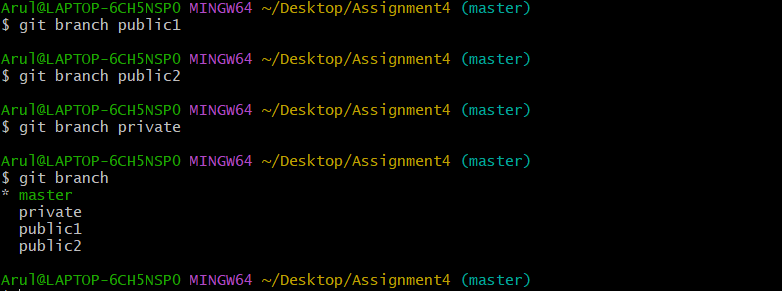 Arul@LAPTOP-6CH5NSP0 MINGW64 ~/Desktop/Assignment4 (master)
$ git branch public1
Arul@LAPTOP-6CH5NSP0 MINGW64 ~/Desktop/Assignment4 (master)
$ git branch public2
Arul@LAPTOP-6CH5NSP0 MINGW64 ~/Desktop/Assignment4 (master)
$ git branch private
Arul@LAPTOP-6CH5NSP0 MINGW64 ~/Desktop/Assignment4 (master)
$ git branch
* master
  private
  public1
  public2
Arul@LAPTOP-6CH5NSP0 MINGW64 ~/Desktop/Assignment4 (master)